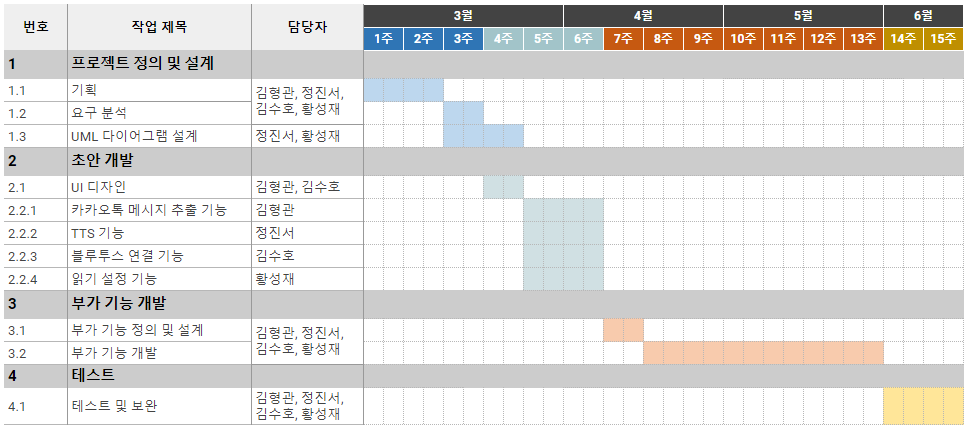 번호 작업 제목 담당자 3월 4월 5월 6월
1주 2주 3주 4주 5주 6주 7주 8주 9주 10주 11주 12주 13주 14주 15주
1 프로젝트 정의 및 설계
1.1 기획 김형관, 정진서,
1.2 요구 분석 김수호, 황성재
1.3 UML 다이어그램 설계 정진서, 황성재
2 초안 개발
2.1 UI 디자인 김형관, 김수호
2.2.1 카카오톡 메시지 추출 기능 김형관
2.2.2 TTS 기능 정진서
2.2.3 블루투스 연결 기능 김수호
2.2.4 읽기 설정 기능 황성재
3 부가 기능 개발
3.1 부가 기능 정의 및 설계 김형관, 정진서,
3.2 부가 기능 개발 김수호, 황성재
4 테스트
4.1 테스트 및 보완 김형관, 정진서,
김수호, 황성재